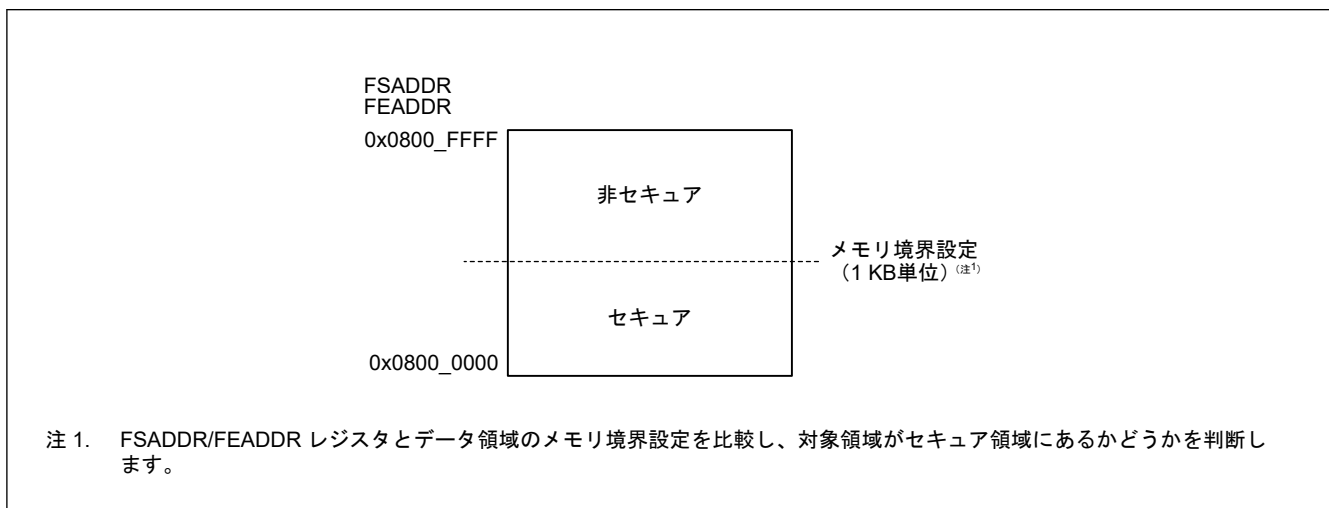 FSADDR
FEADDR
0x0800_FFFF
非セキュア
メモリ境界設定
（1 KB単位）(注1)
セキュア
0x0800_0000
注 1. FSADDR/FEADDR レジスタとデータ領域のメモリ境界設定を比較し、対象領域がセキュア領域にあるかどうかを判断し
ます。